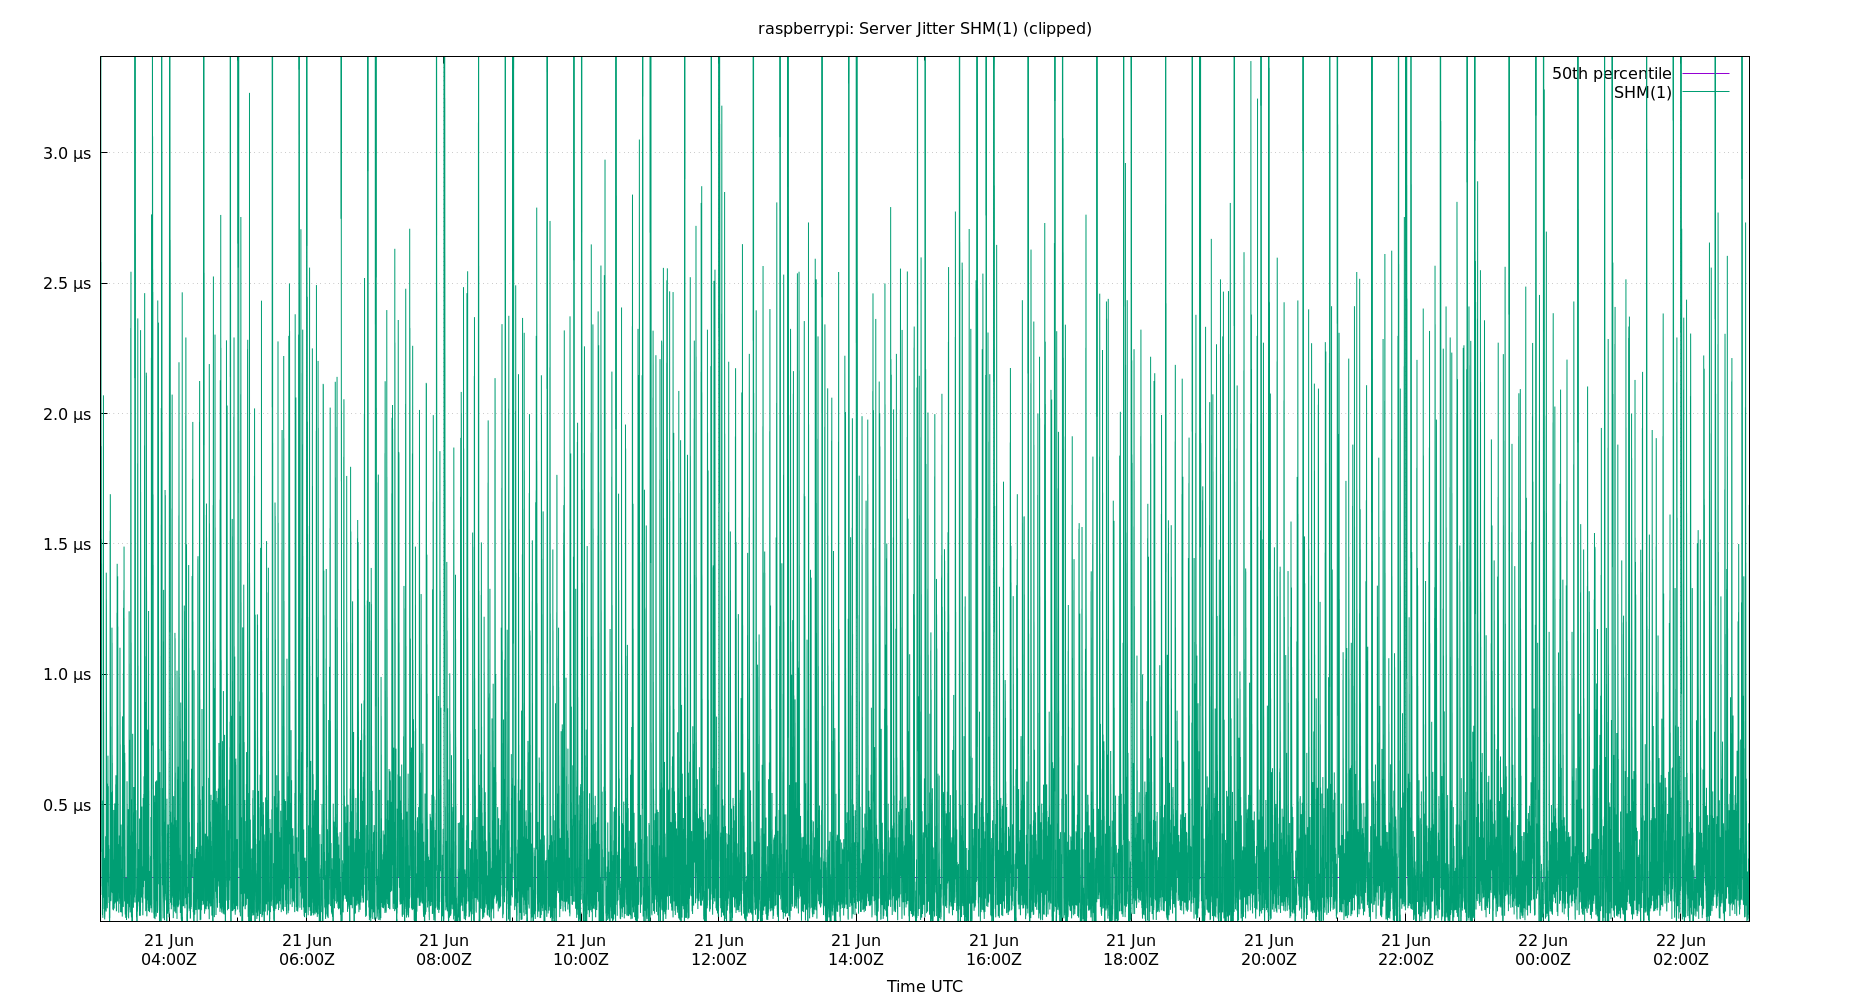 raspberrypi: Server Jitter SHM(1) (clipped)
50th percentile
SHM(1)
3.0 µs
2.5 µs
2.0 µs
1.5 µs
1.0 µs
0.5 µs
21 Jun 21 Jun 21 Jun 21 Jun 21 Jun 21 Jun 21 Jun 21 Jun 21 Jun 21 Jun 22 Jun 22 Jun
04:00Z 06:00Z 08:00Z 10:00Z 12:00Z 14:00Z 16:00Z 18:00Z 20:00Z 22:00Z 00:00Z 02:00Z
Time UTC